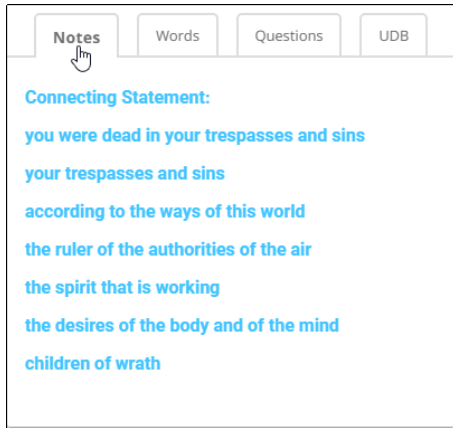 Notes Words Questions UDB
Connecting Statement:
you were dead in your trespasses and sins
your trespasses and sins
according to the ways of this world
the ruler of the authorities of the air
the spirit that is working
the desires of the body and of the mind
children of wrath